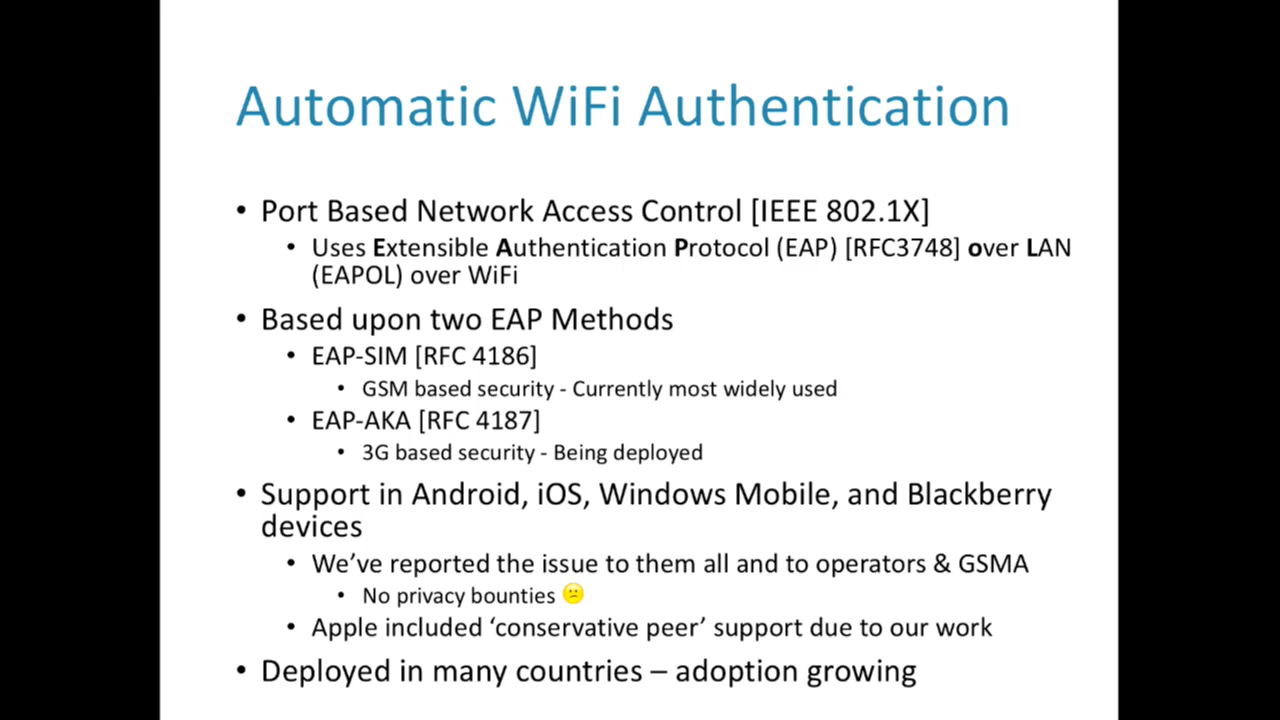 Automatic WiFi Authentication
• Port Based Network Access Control [IEEE 802.1X]
• Uses Extensible Authentication Protocol (EAP) [RFC3748] over LAN
(EAPOL) over WiFi
• Based upon two EAP Methods
• EAP-SIM [RFC 4186]
• GSM based security - Currently most widely used
• EAP-AKA [RFC 4187]
• 3G based security - Being deployed
• Support in Android, iOS, Windows Mobile, and Blackberry
devices
• We’ve reported the issue to them all and to operators & GSMA
• No privacy bounties 😕
• Apple included ‘conservative peer’ support due to our work
• Deployed in many countries – adoption growing